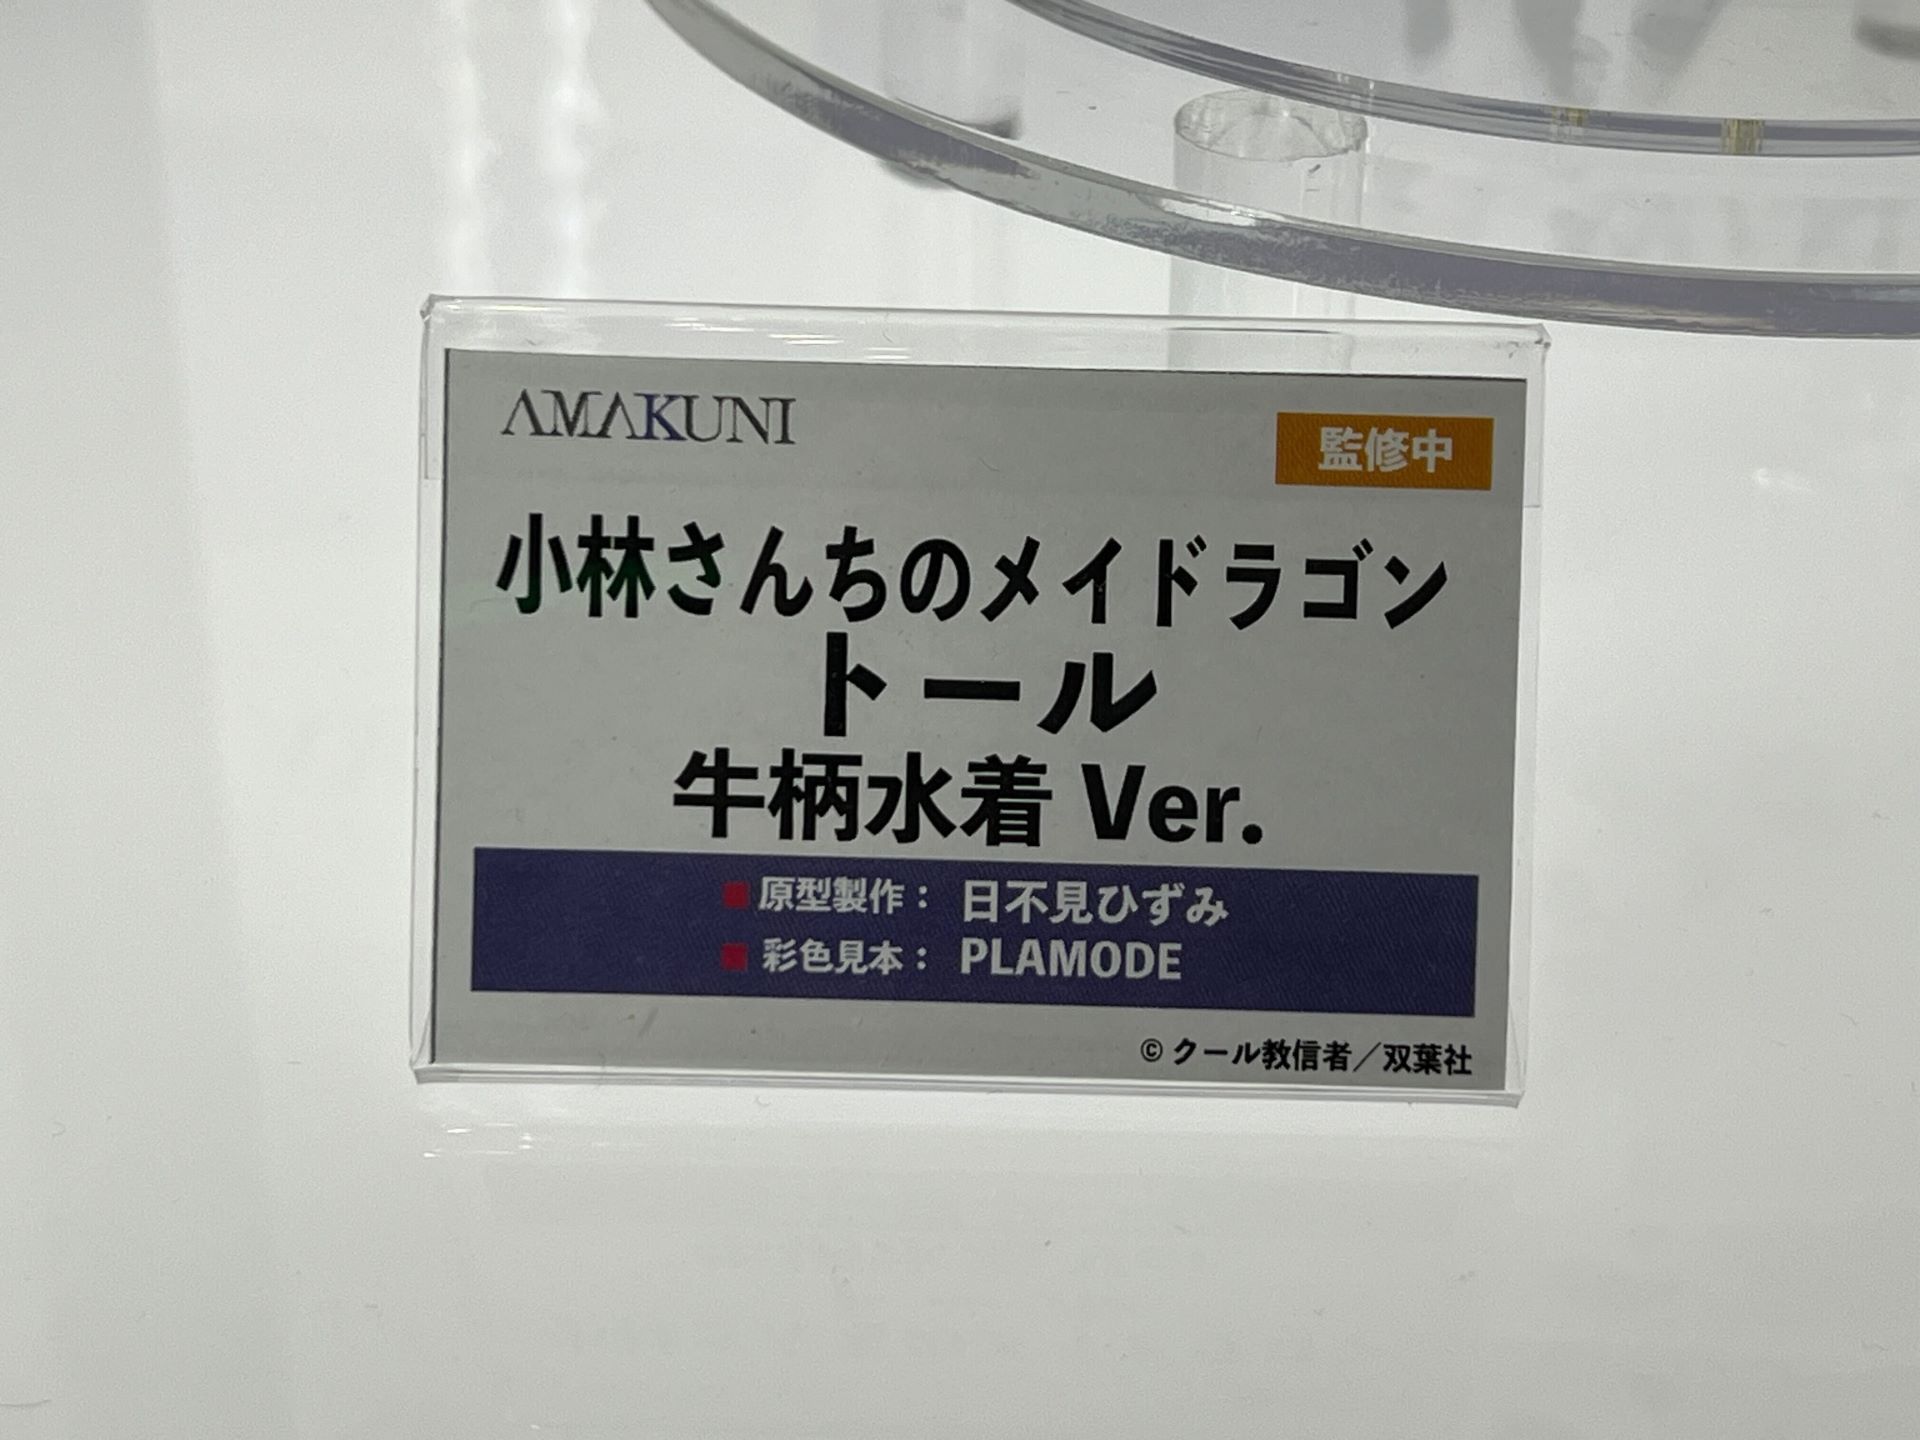 AMAKUNI
監修中
小林さんちのメイドラゴン
トール
牛柄水着 Ver.
■原型製作： 日不見ひずみ
■彩色見本： PLAMODE
© クール教信者／双葉社